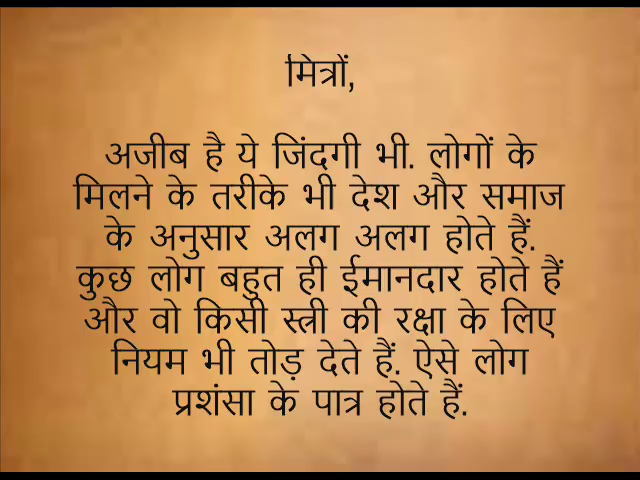 मित्रों,
अजीब है ये जिंदगी भी. लोगों के
मिलने के तरीके भी देश और समाज
के अनुसार अलग अलग होते हैं.
कुछ लोग बहुत ही ईमानदार होते हैं
और वो किसी स्त्री की रक्षा के लिए
नियम भी तोड़ देते हैं. ऐसे लोग
प्रशंसा के पात्र होते हैं.